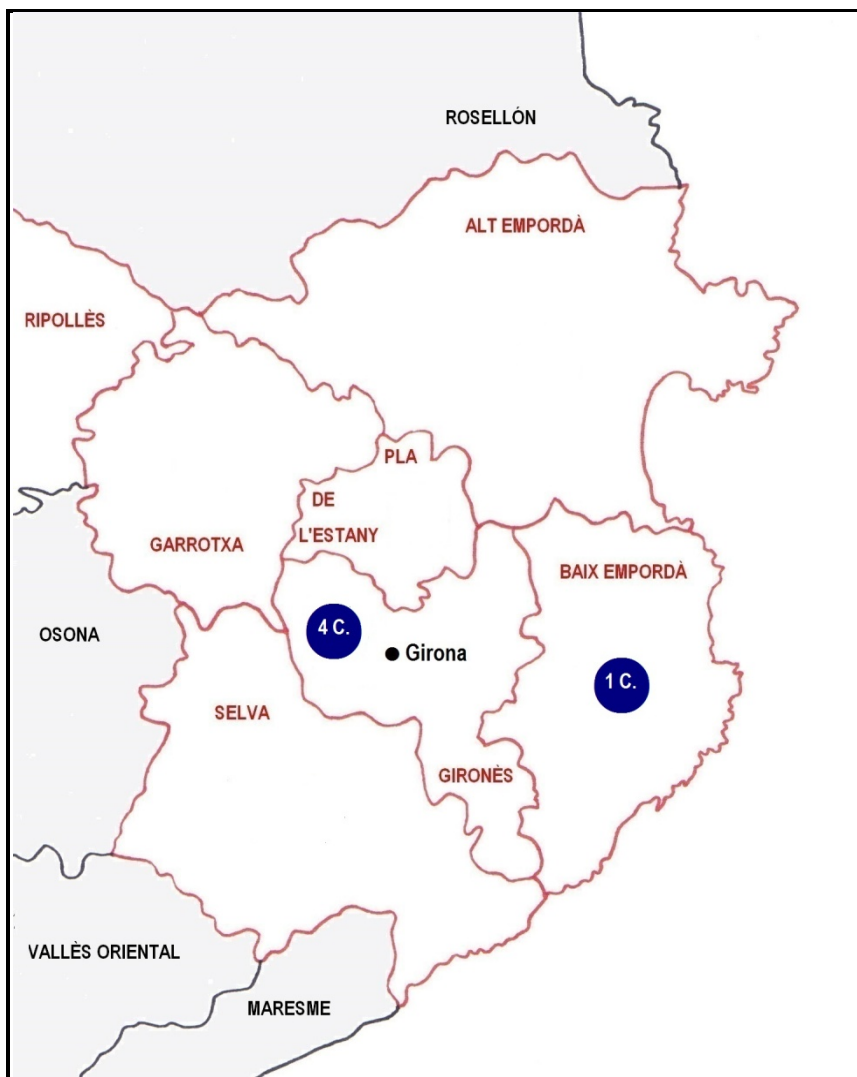 ROSELLÓN
ALT EMPORDÀ
RIPOLLÈS
PLA
DE
L'ESTANY
GARROTXA
BAIX EMPORDÀ
4 C.
OSONA
Girona
1 C.
SELVA
GIRONÈS
VALLÈS ORIENTAL
MARESME